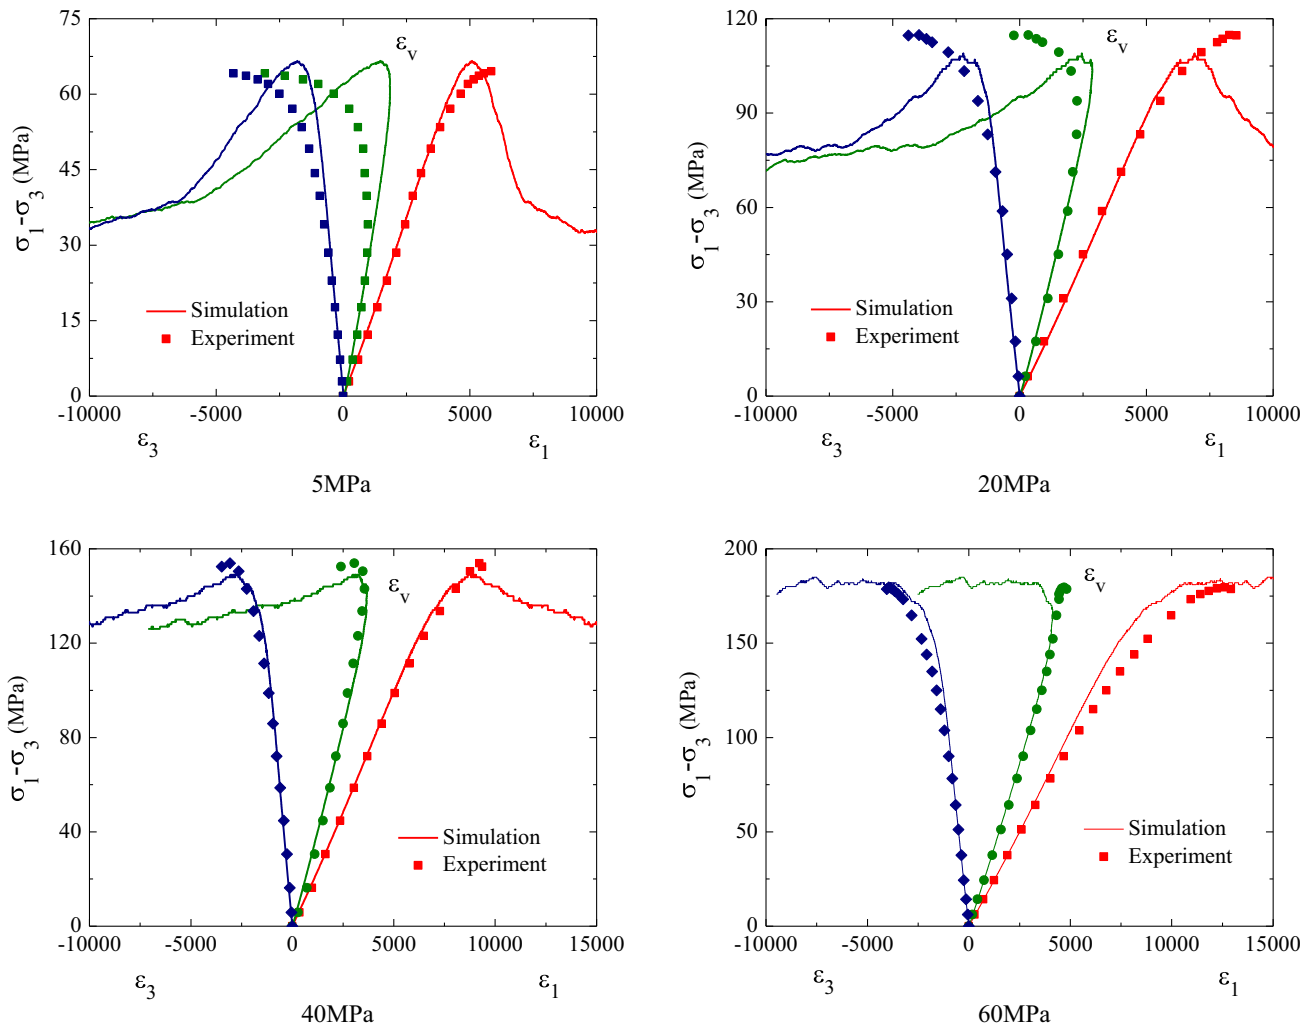 75
60
45
30
15
0
σ₁-σ₃ (MPa)
εᵥ
Simulation
Experiment
-10000 -5000 0 5000 10000
ε₃ ε₁
5MPa
120
90
60
30
0
σ₁-σ₃ (MPa)
εᵥ
Simulation
Experiment
-10000 -5000 0 5000 10000
ε₃ ε₁
20MPa
160
120
80
40
0
σ₁-σ₃ (MPa)
εᵥ
Simulation
Experiment
-10000 -5000 0 5000 10000 15000
ε₃ ε₁
40MPa
200
150
100
50
0
σ₁-σ₃ (MPa)
εᵥ
Simulation
Experiment
-10000 -5000 0 5000 10000 15000
ε₃ ε₁
60MPa